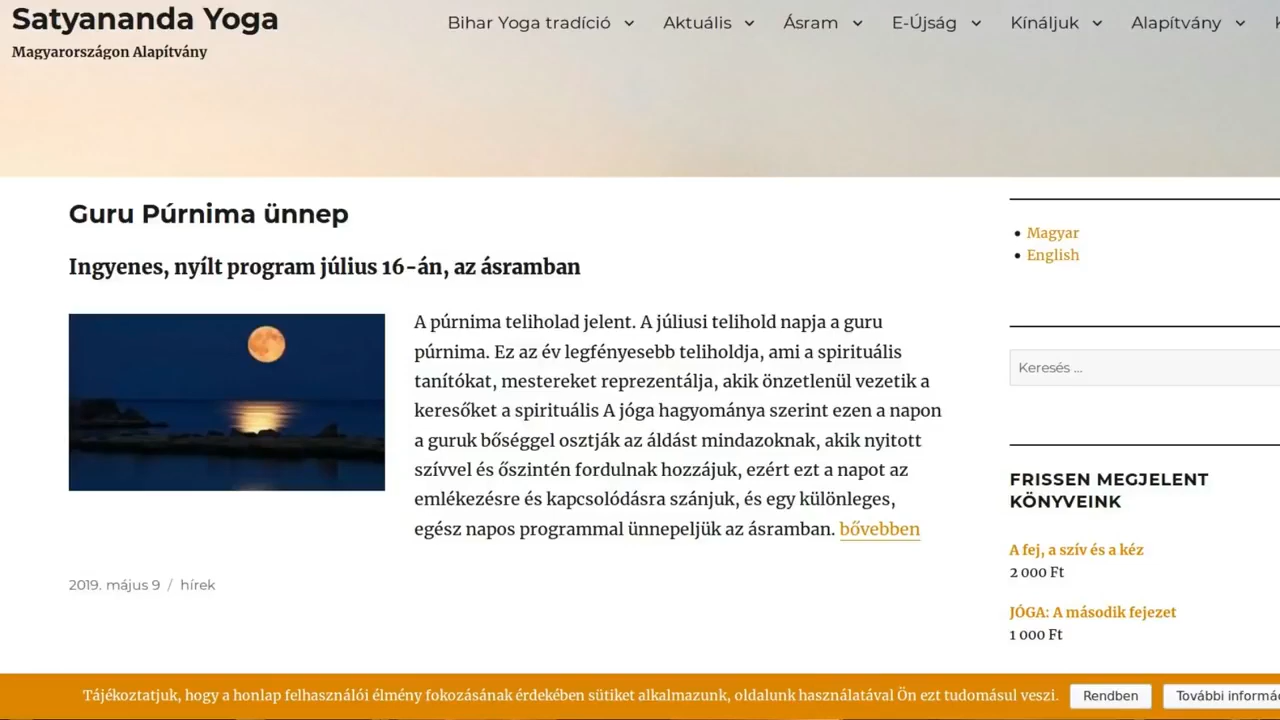 Satyananda Yoga
Magyarországon Alapítvány
Bihar Yoga tradíció Aktuális Ásram E-Újság Kínáljuk Alapítvány
Guru Púrnima ünnep
Ingyenes, nyílt program július 16-án, az ásramban
A púrnima teliholad jelent. A júliusi telihold napja a guru
púrnima. Ez az év legfényesebb teliholdja, ami a spirituális
tanítókat, mestereket reprezentálja, akik önzetlenül vezetik a
keresőket a spirituális A jóga hagyománya szerint ezen a napon
a guruk bőséggel osztják az áldást mindazoknak, akik nyitott
szívvel és őszintén fordulnak hozzájuk, ezért ezt a napot az
emlékezésre és kapcsolódásra szánjuk, és egy különleges,
egész napos programmal ünnepeljük az ásramban. bővebben
2019. május 9 / hírek
Magyar
English
Keresés ...
FRISSEN MEGJELENT
KÖNYVEINK
A fej, a szív és a kéz
2 000 Ft
JÓGA: A második fejezet
1 000 Ft
Tájékoztatjuk, hogy a honlap felhasználói élmény fokozásának érdekében sütiket alkalmazunk, oldalunk használatával Ön ezt tudomásul veszi. Rendben További informác